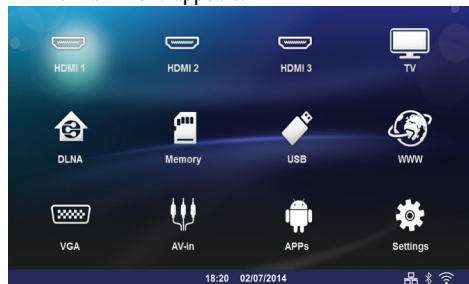 HDMI 1 HDMI 2 HDMI 3 TV
DLNA Memory USB WWW
VGA AV-in APPs Settings
18:20 02/07/2014